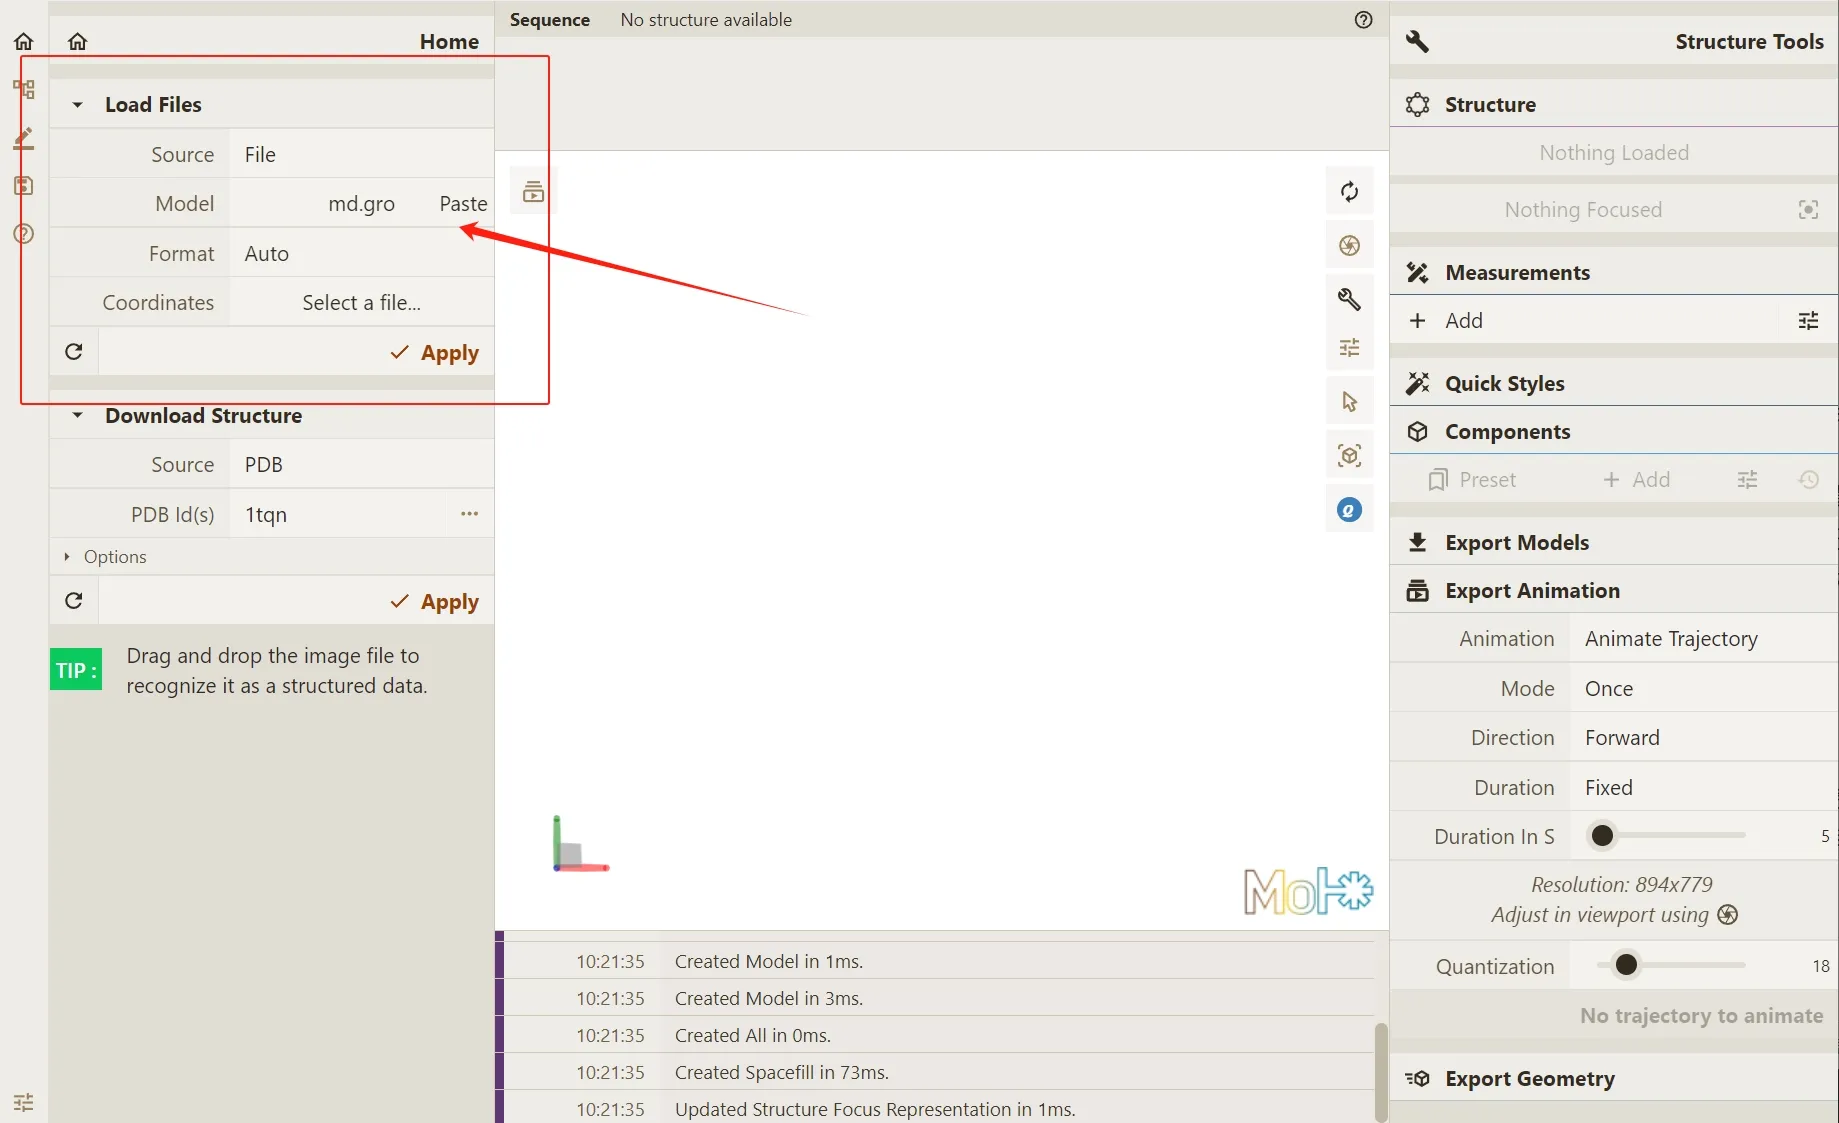 Home
Load Files
Source File
Model md.gro Paste
Format Auto
Coordinates Select a file...
Apply
Download Structure
Source PDB
PDB Id(s) 1tqn
Options
Apply
TIP : Drag and drop the image file to
recognize it as a structured data.
Sequence No structure available
Mol*
10:21:35 Created Model in 1ms.
10:21:35 Created Model in 3ms.
10:21:35 Created All in 0ms.
10:21:35 Created Spacefill in 73ms.
10:21:35 Updated Structure Focus Representation in 1ms.
Structure Tools
Structure
Nothing Loaded
Nothing Focused
Measurements
Add
Quick Styles
Components
Preset Add
Export Models
Export Animation
Animation Animate Trajectory
Mode Once
Direction Forward
Duration Fixed
Duration In S 5
Resolution: 894x779
Adjust in viewport using
Quantization 18
No trajectory to animate
Export Geometry